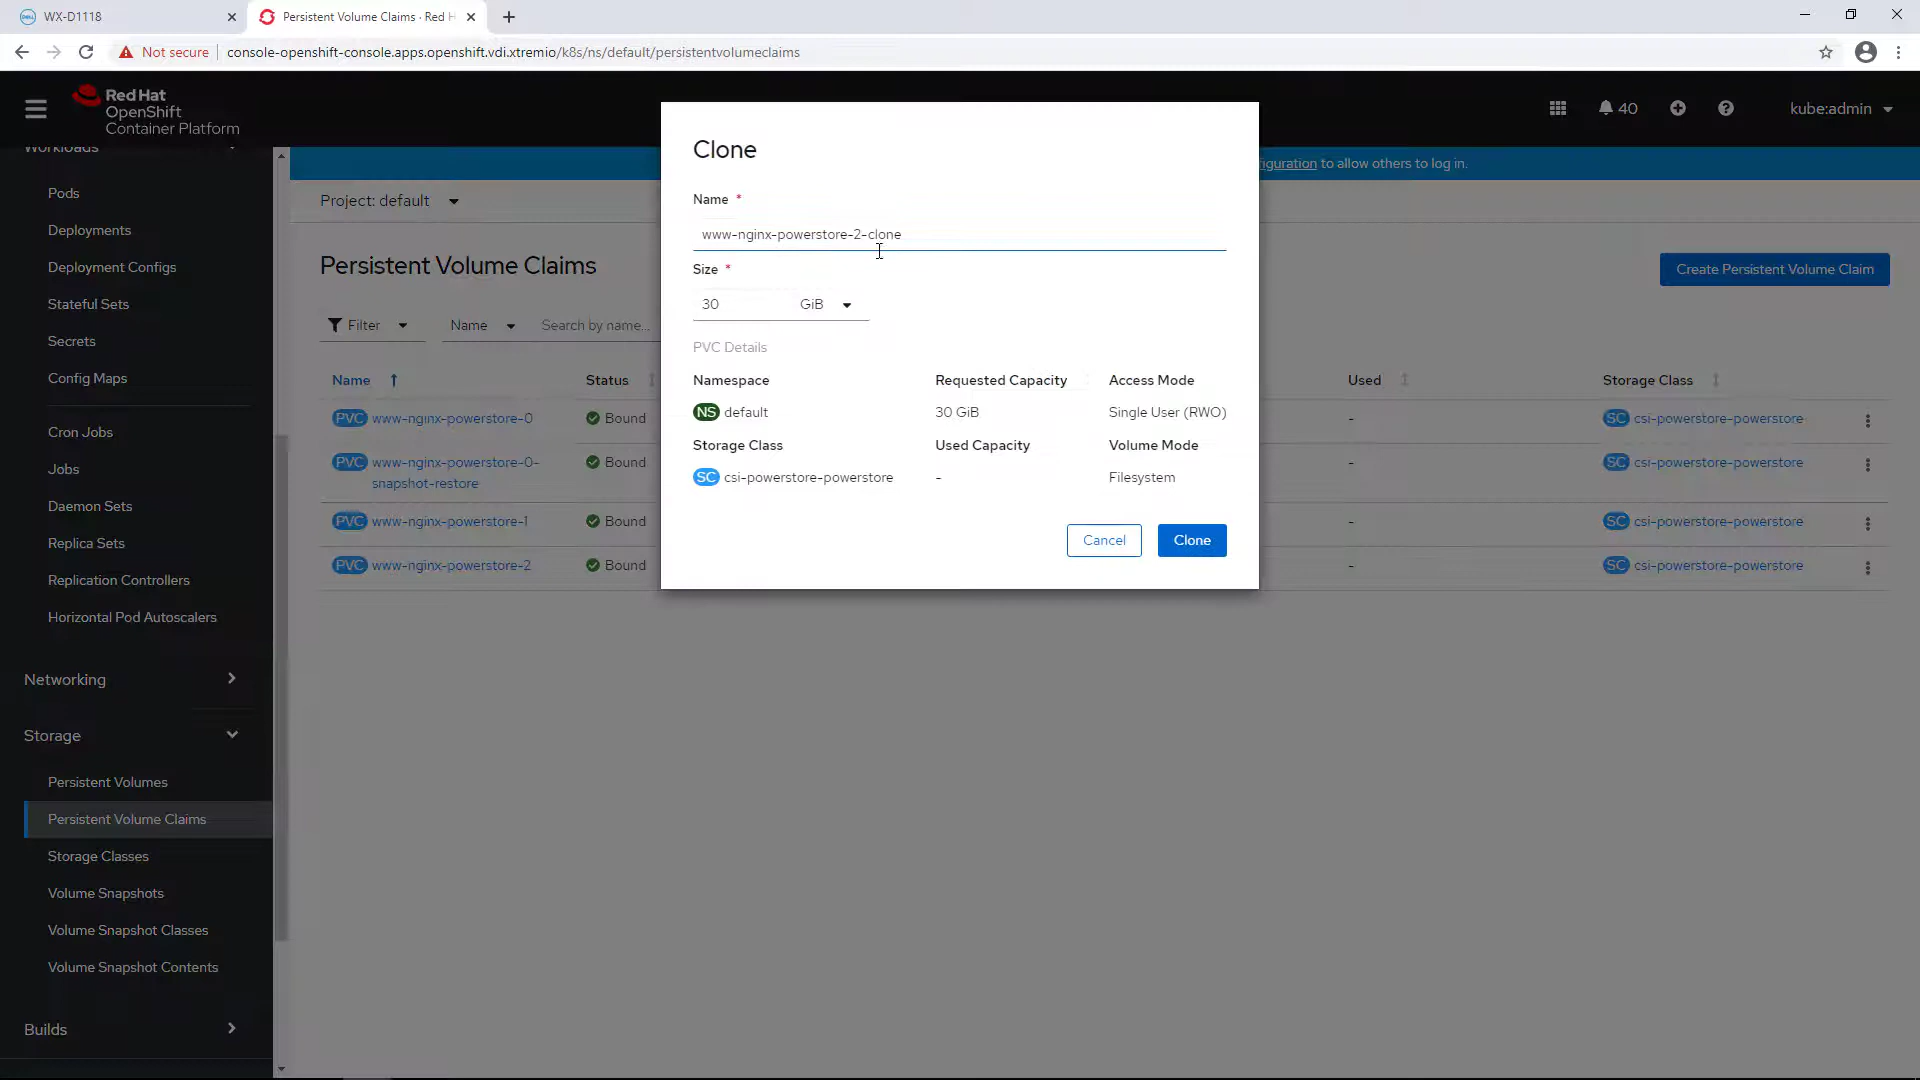 WX-D1118
Persistent Volume Claims · Red H
Not secure
console-openshift-console.apps.openshift.vdi.xtremio/k8s/ns/default/persistentvolumeclaims
Red Hat
OpenShift
Container Platform
40
kube:admin
Workloads
Pods
Deployments
Deployment Configs
Stateful Sets
Secrets
Config Maps
Cron Jobs
Jobs
Daemon Sets
Replica Sets
Replication Controllers
Horizontal Pod Autoscalers
Networking
Storage
Persistent Volumes
Persistent Volume Claims
Storage Classes
Volume Snapshots
Volume Snapshot Classes
Volume Snapshot Contents
Builds
figuration to allow others to log in.
Project: default
Persistent Volume Claims
Create Persistent Volume Claim
Filter
Name
Search by name...
Name Status Used Storage Class
PVC www-nginx-powerstore-0 Bound - SC csi-powerstore-powerstore
PVC www-nginx-powerstore-0-
snapshot-restore Bound - SC csi-powerstore-powerstore
PVC www-nginx-powerstore-1 Bound - SC csi-powerstore-powerstore
PVC www-nginx-powerstore-2 Bound - SC csi-powerstore-powerstore
Clone
Name *
www-nginx-powerstore-2-clone
Size *
30 GiB
PVC Details
Namespace Requested Capacity Access Mode
NS default 30 GiB Single User (RWO)
Storage Class Used Capacity Volume Mode
SC csi-powerstore-powerstore - Filesystem
Cancel Clone